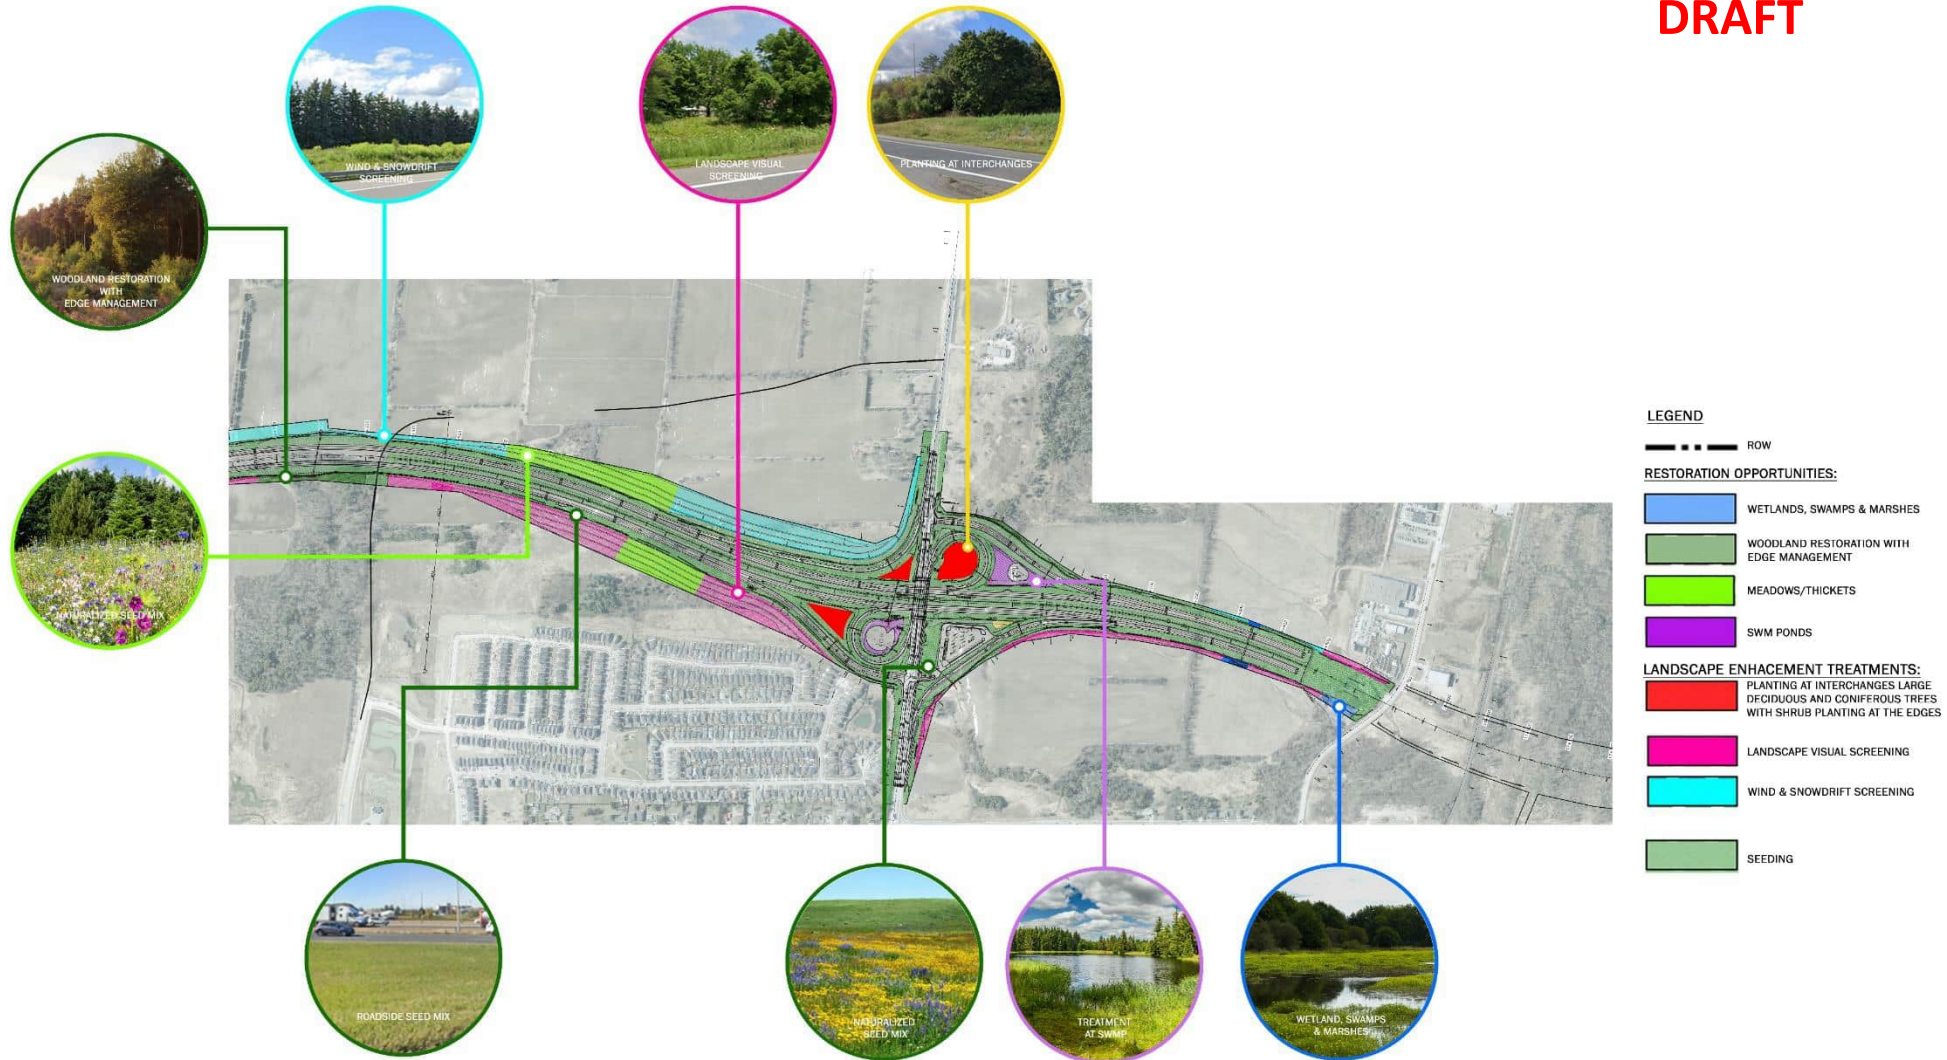 DRAFT
WIND & SNOWDRIFT
SCREENING
LANDSCAPE VISUAL
SCREENING
PLANTING AT INTERCHANGES
WOODLAND RESTORATION
WITH
EDGE MANAGEMENT
NATURALIZED SEED MIX
LEGEND
ROW
RESTORATION OPPORTUNITIES:
WETLANDS, SWAMPS & MARSHES
WOODLAND RESTORATION WITH
EDGE MANAGEMENT
MEADOWS/THICKETS
SWM PONDS
LANDSCAPE ENHACEMENT TREATMENTS:
PLANTING AT INTERCHANGES LARGE
DECIDUOUS AND CONIFEROUS TREES
WITH SHRUB PLANTING AT THE EDGES
LANDSCAPE VISUAL SCREENING
WIND & SNOWDRIFT SCREENING
SEEDING
ROADSIDE SEED MIX
NATURALIZED
SEED MIX
TREATMENT
AT SWMP
WETLAND, SWAMPS
& MARSHES